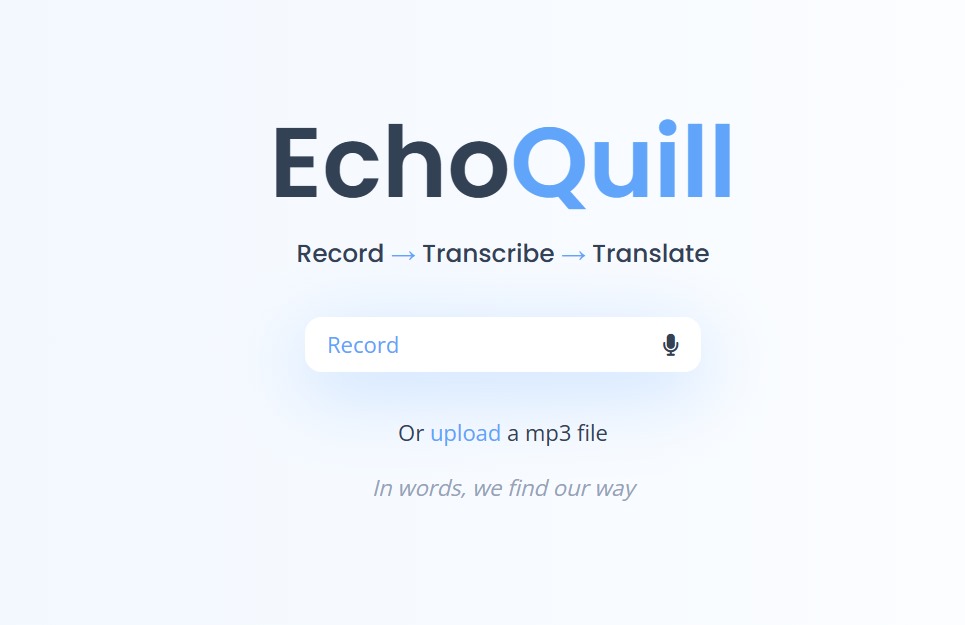 EchoQuill
Record → Transcribe → Translate
Record
Or upload a mp3 file
In words, we find our way